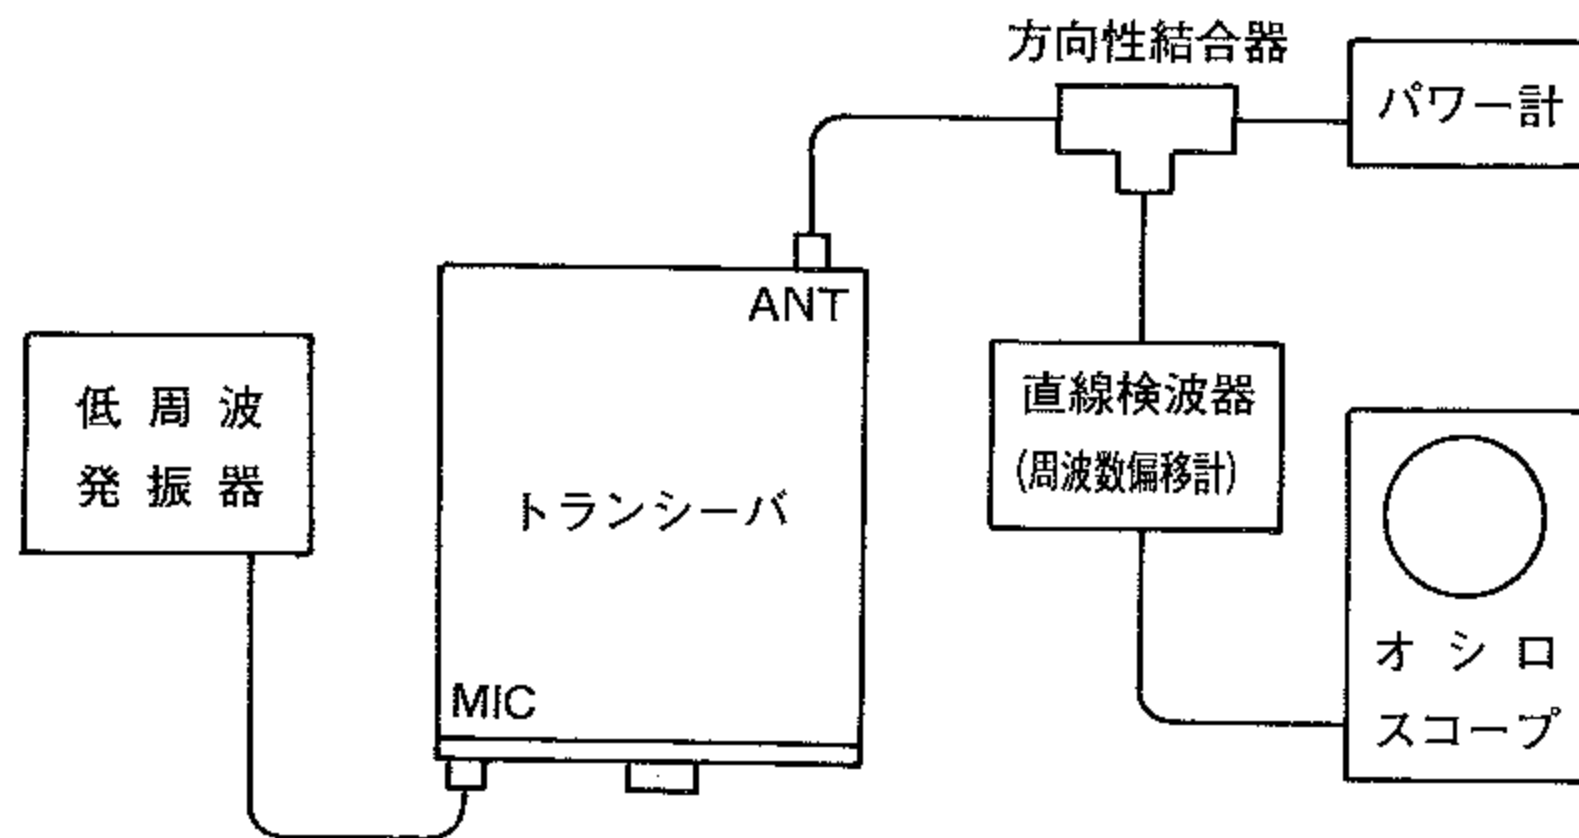 方向性結合器
パワー計
ANT
低周波
発振器
トランシーバ
MIC
直線検波器
(周波数偏移計)
オシロ
スコープ